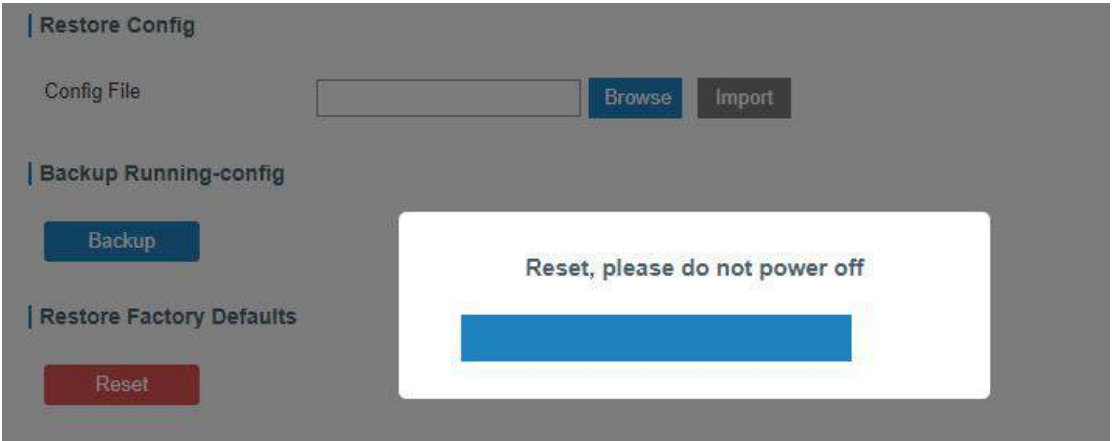 Restore Config
Config File
Browse
Import
Backup Running-config
Backup
Reset, please do not power off
Restore Factory Defaults
Reset